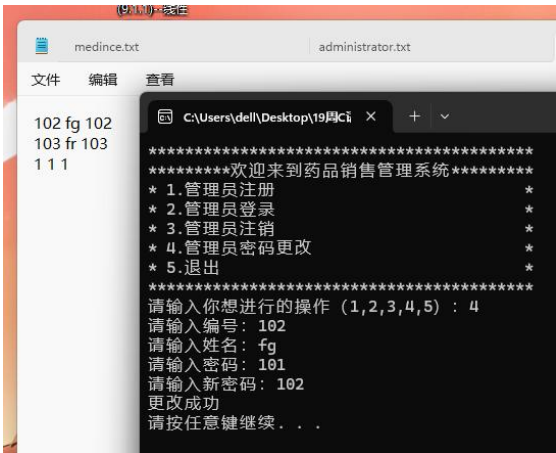 medince.txt
administrator.txt
文件 编辑 查看
102 fg 102
103 fr 103
1 1 1
C:\Users\dell\Desktop\19周C
******************************************
*********欢迎来到药品销售管理系统*********
* 1.管理员注册 *
* 2.管理员登录 *
* 3.管理员注销 *
* 4.管理员密码更改 *
* 5.退出 *
******************************************
请输入你想进行的操作（1,2,3,4,5）: 4
请输入编号: 102
请输入姓名: fg
请输入密码: 101
请输入新密码: 102
更改成功
请按任意键继续. . .